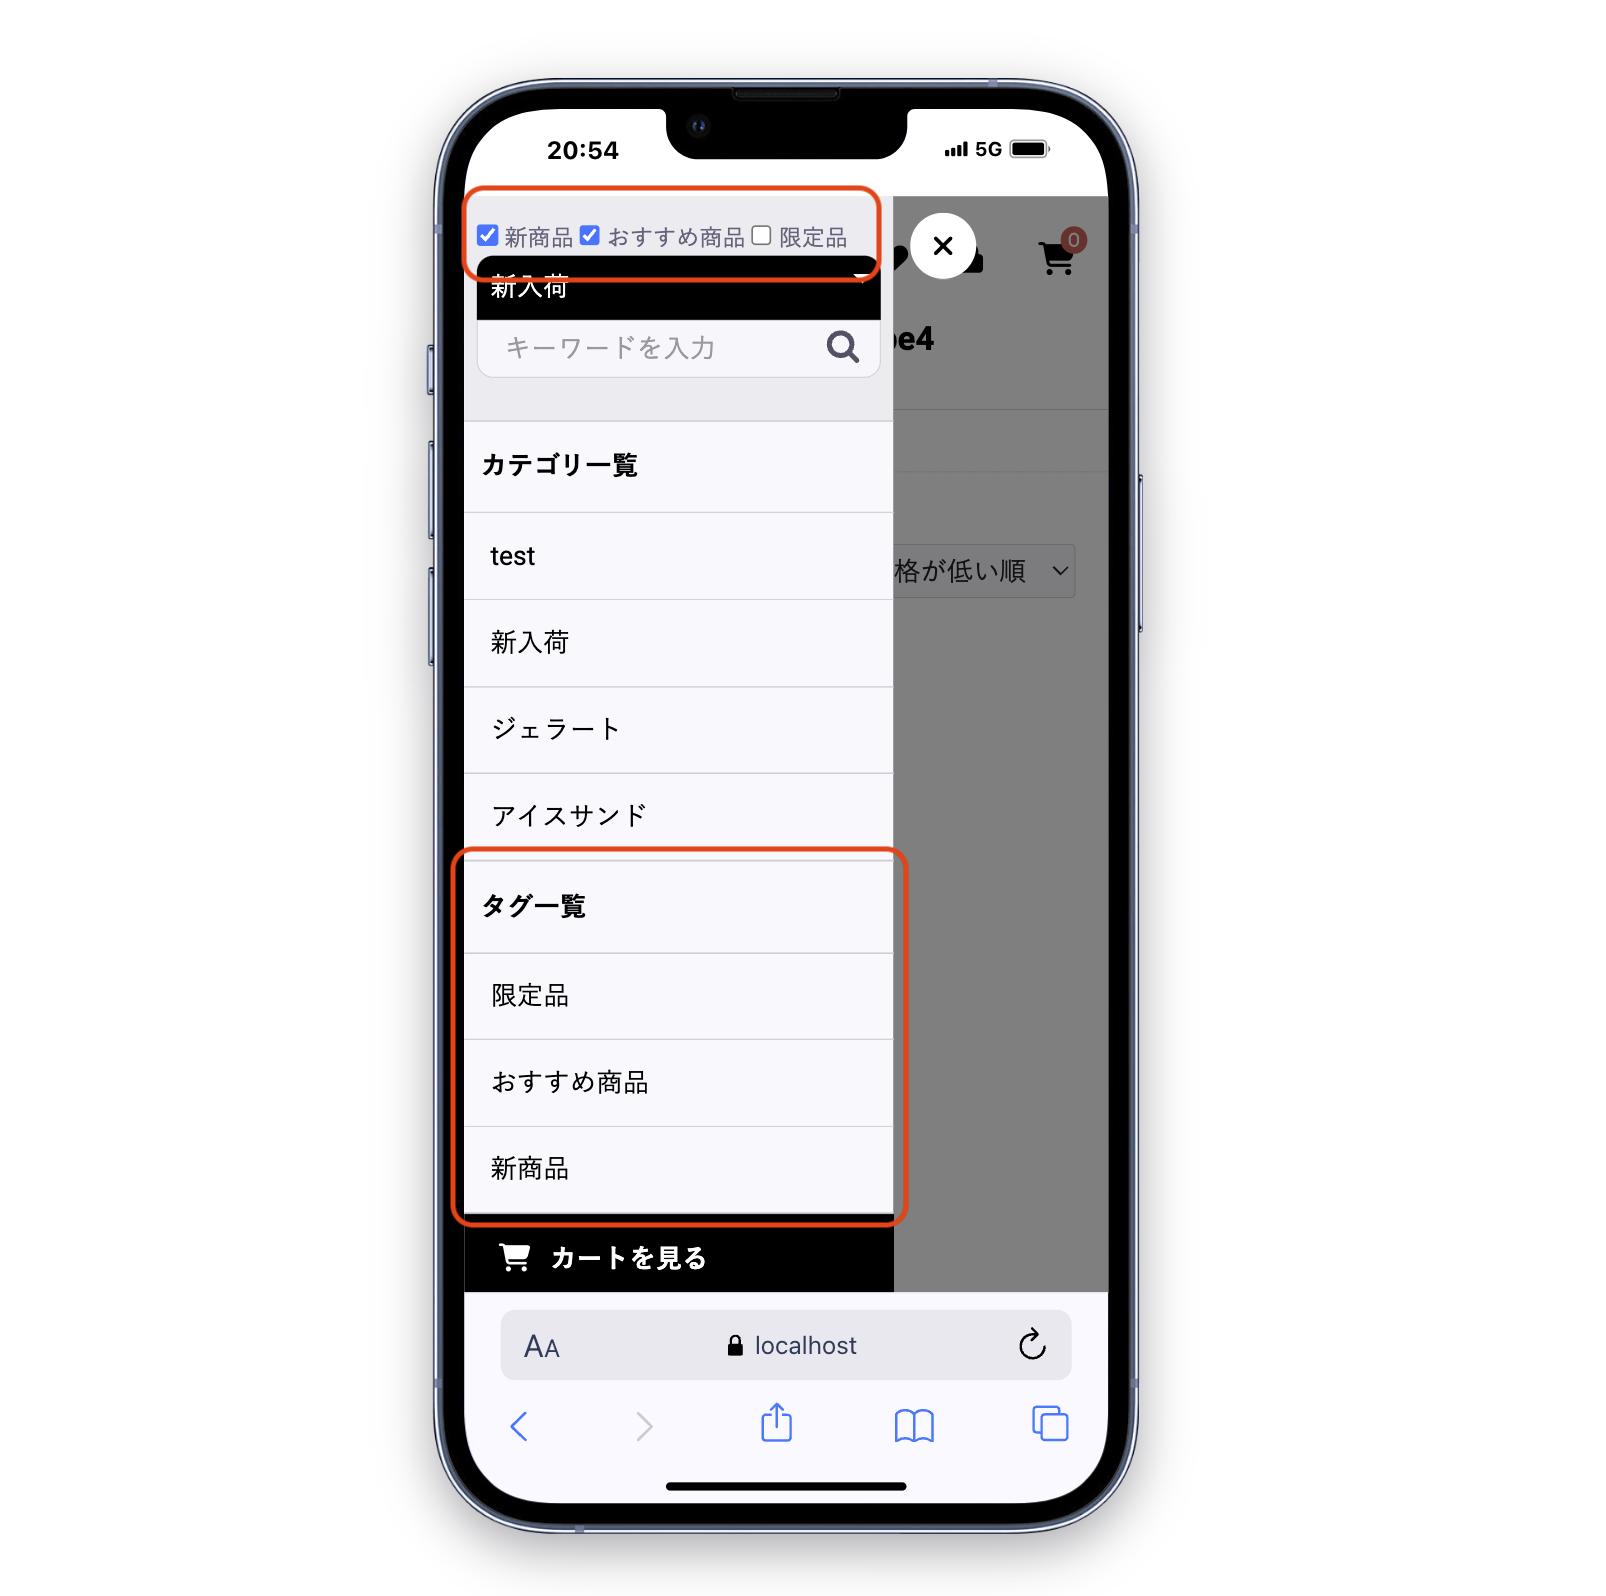 20:54
5G
新商品 おすすめ商品 限定品
0
新入荷
be4
キーワードを入力
カテゴリ一覧
test
格が低い順
新入荷
ジェラート
アイスサンド
タグ一覧
限定品
おすすめ商品
新商品
カートを見る
AA localhost